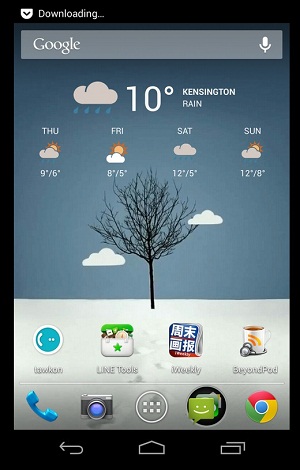 Downloading...
Google
10° KENSINGTON
RAIN
THU FRI SAT SUN
9°/6° 8°/5° 12°/5° 12°/8°
周末
画报
iWeekly
tawkon LINE Tools iWeekly BeyondPod